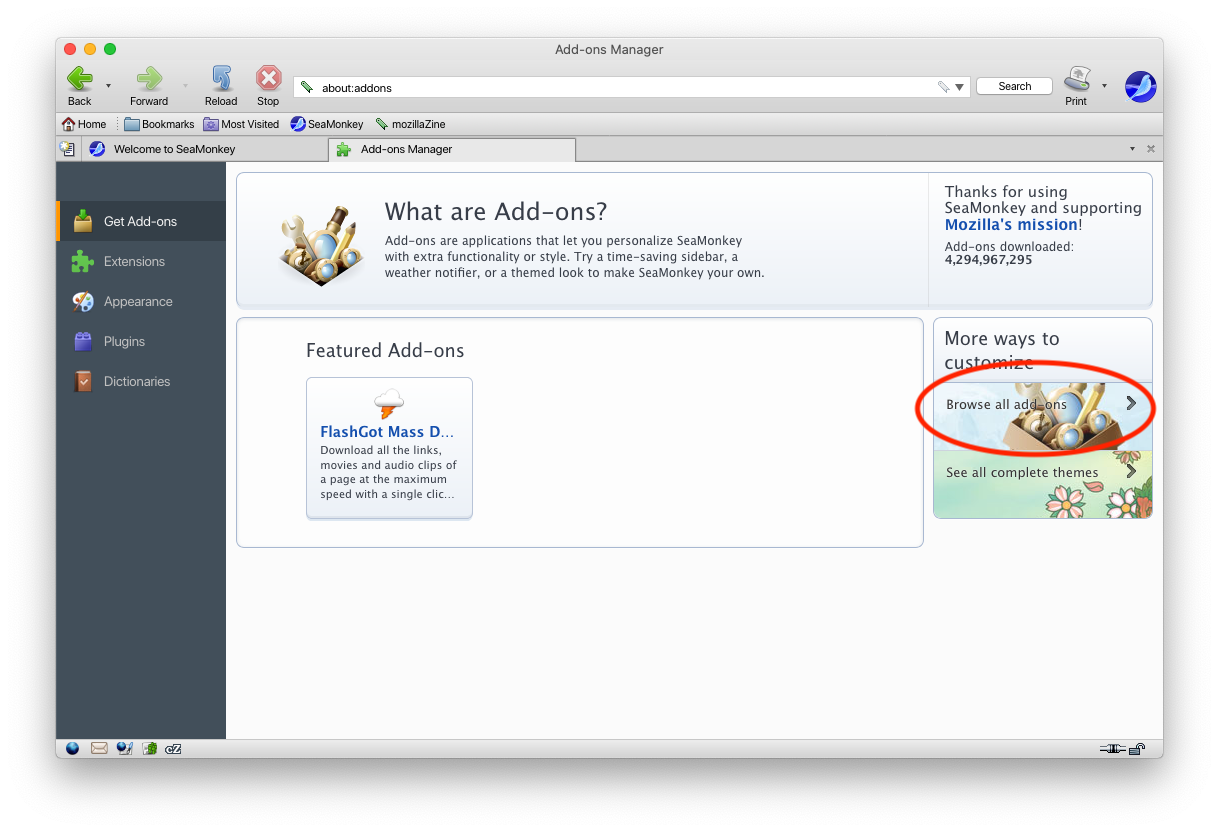 Add-ons Manager
Back
Forward
Reload
Stop
about:addons
Search
Print
Home
Bookmarks
Most Visited
SeaMonkey
mozillaZine
Welcome to SeaMonkey
Add-ons Manager
Get Add-ons
Extensions
Appearance
Plugins
Dictionaries
What are Add-ons?
Add-ons are applications that let you personalize SeaMonkey
with extra functionality or style. Try a time-saving sidebar, a
weather notifier, or a themed look to make SeaMonkey your own.
Thanks for using
SeaMonkey and supporting
Mozilla's mission!
Add-ons downloaded:
4,294,967,295
Featured Add-ons
FlashGot Mass D...
Download all the links,
movies and audio clips of
a page at the maximum
speed with a single clic...
More ways to
customize
Browse all add-ons
See all complete themes
cZ